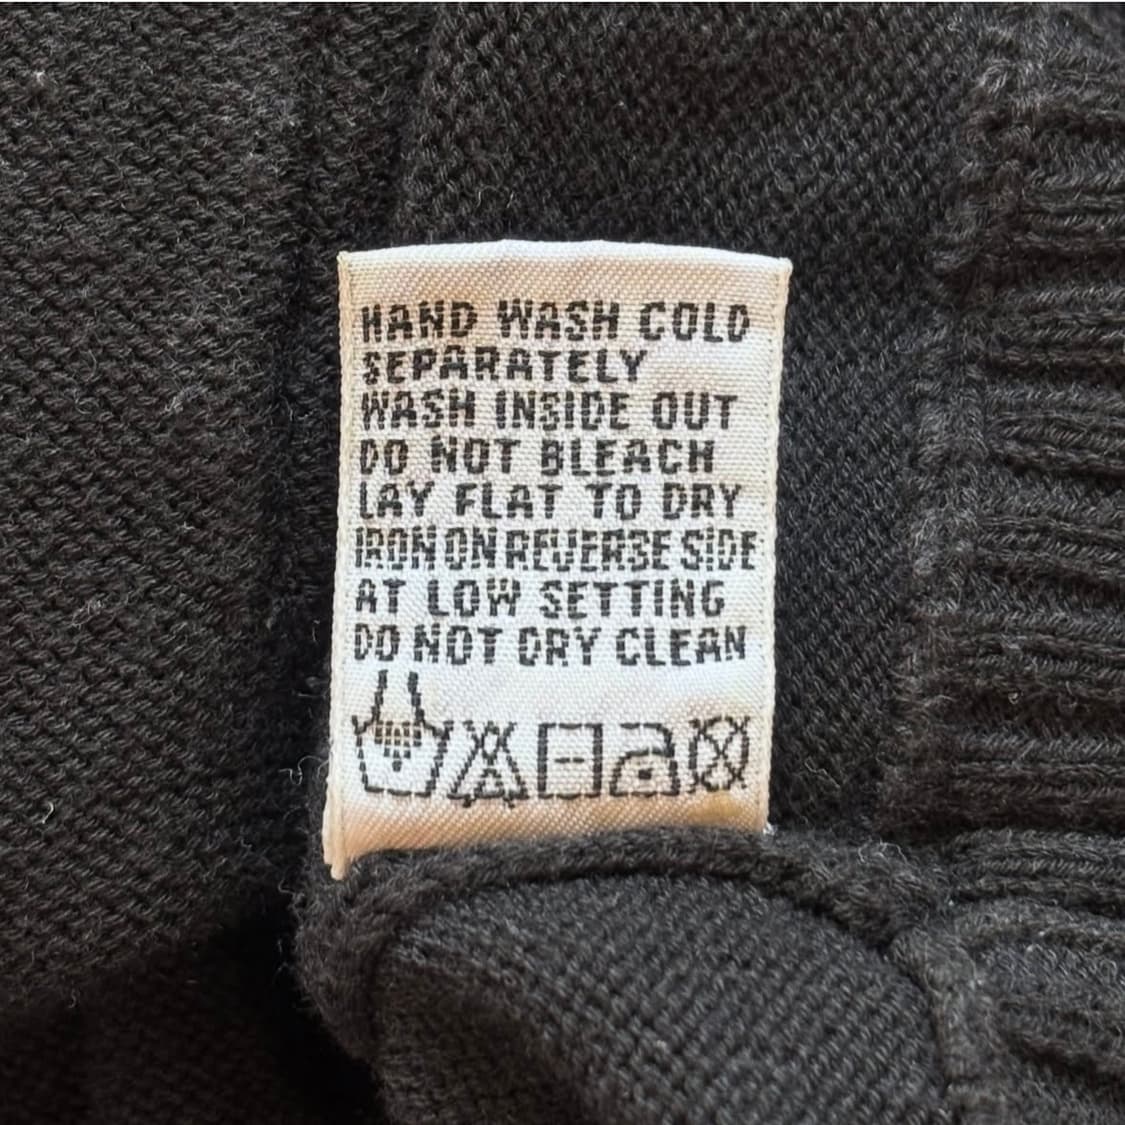 HAND WASH COLD
SEPARATELY
WASH INSIDE OUT
DO NOT BLEACH
LAY FLAT TO DRY
IRON ON REVERSE SIDE
AT LOW SETTING
DO NOT DRY CLEAN